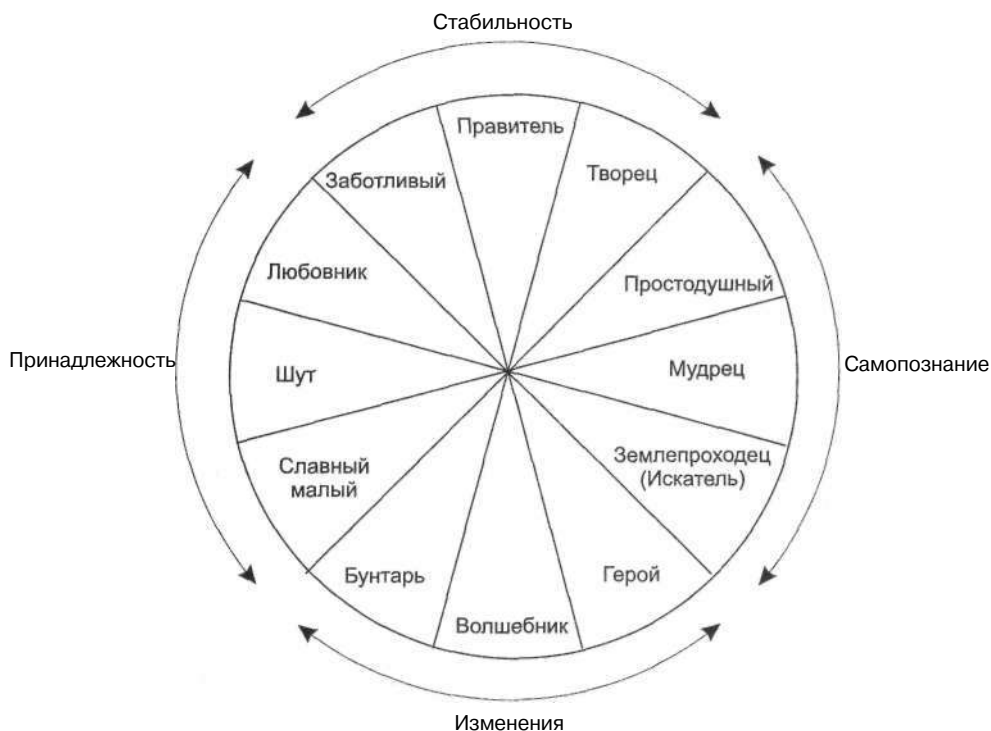 Стабильность
Правитель
Творец
Заботливый
Любовник
Простодушный
Принадлежность
Шут
Мудрец
Самопознание
Славный
малый
Землепроходец
(Искатель)
Бунтарь
Герой
Волшебник
Изменения